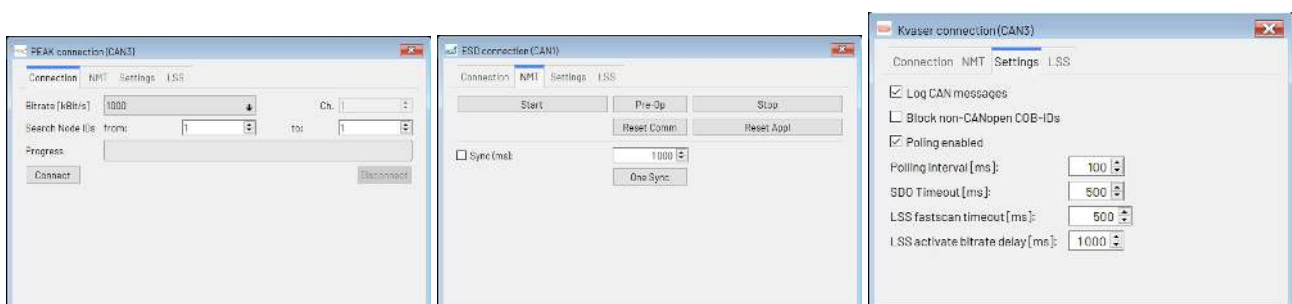 PEAK connection (CAN3)
Connection NMT Settings LSS
Bitrate [kBit/s] 1000 Ch. 1
Search Node IDs from: 1 to: 1
Progress
Connect Disconnect
ESD connection (CAN1)
Connection NMT Settings LSS
Start Pre-Op Stop
Reset Comm Reset Appl
Sync (ms): 1000
One Sync
Kvaser connection (CAN3)
Connection NMT Settings LSS
Log CAN messages
Block non-CANopen COB-IDs
Polling enabled
Polling interval [ms]: 100
SDO Timeout [ms]: 500
LSS fastscan timeout [ms]: 500
LSS activate bitrate delay [ms]: 1000